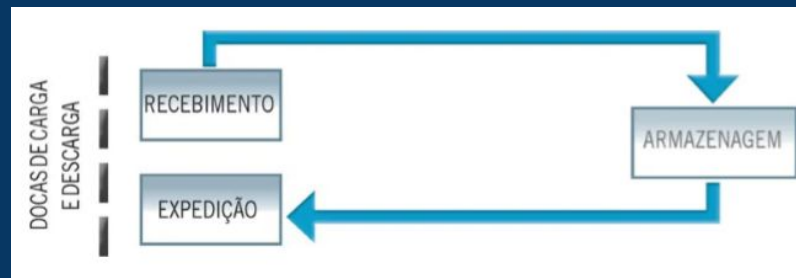 DOCAS DE CARGA
E DESCARGA
RECEBIMENTO
ARMAZENAGEM
EXPEDIÇÃO